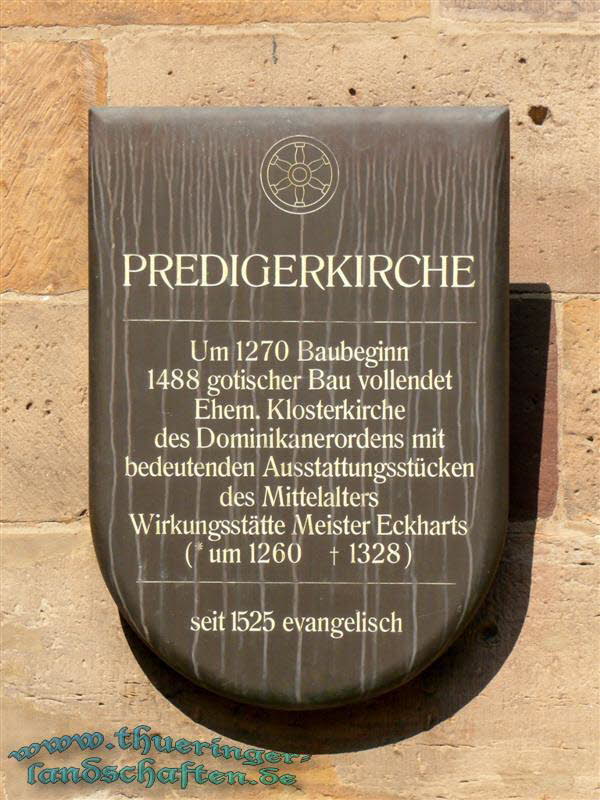 PREDIGERKIRCHE
Um 1270 Baubeginn
1488 gotischer Bau vollendet
Ehem. Klosterkirche
des Dominikanerordens mit
bedeutenden Ausstattungsstücken
des Mittelalters
Wirkungsstätte Meister Eckharts
(* um 1260 † 1328)
seit 1525 evangelisch
www.thueringer-
landschaften.de